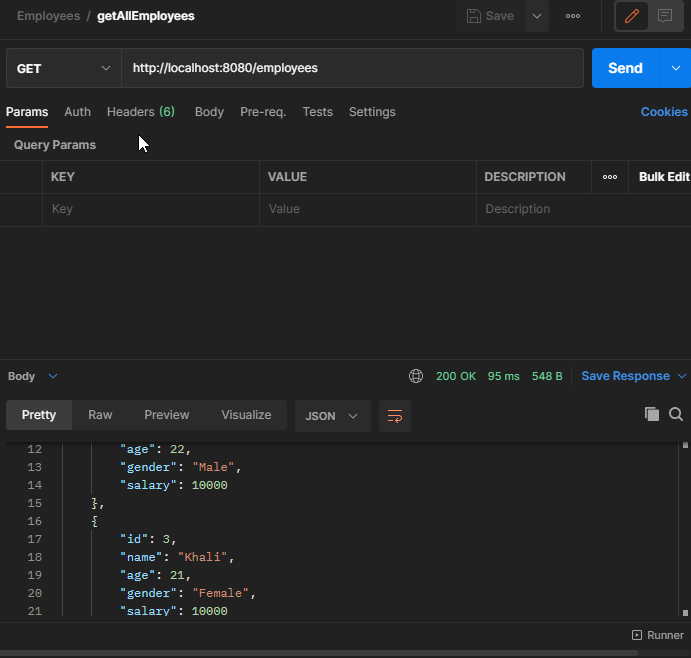 Employees / getAllEmployees Save
GET http://localhost:8080/employees Send
Params Auth Headers (6) Body Pre-req. Tests Settings Cookies
Query Params
KEY VALUE DESCRIPTION Bulk Edit
Key Value Description
Body 200 OK 95 ms 548 B Save Response
Pretty Raw Preview Visualize JSON
12 "age": 22,
13 "gender": "Male",
14 "salary": 10000
15 },
16 {
17 "id": 3,
18 "name": "Khali",
19 "age": 21,
20 "gender": "Female",
21 "salary": 10000
Runner